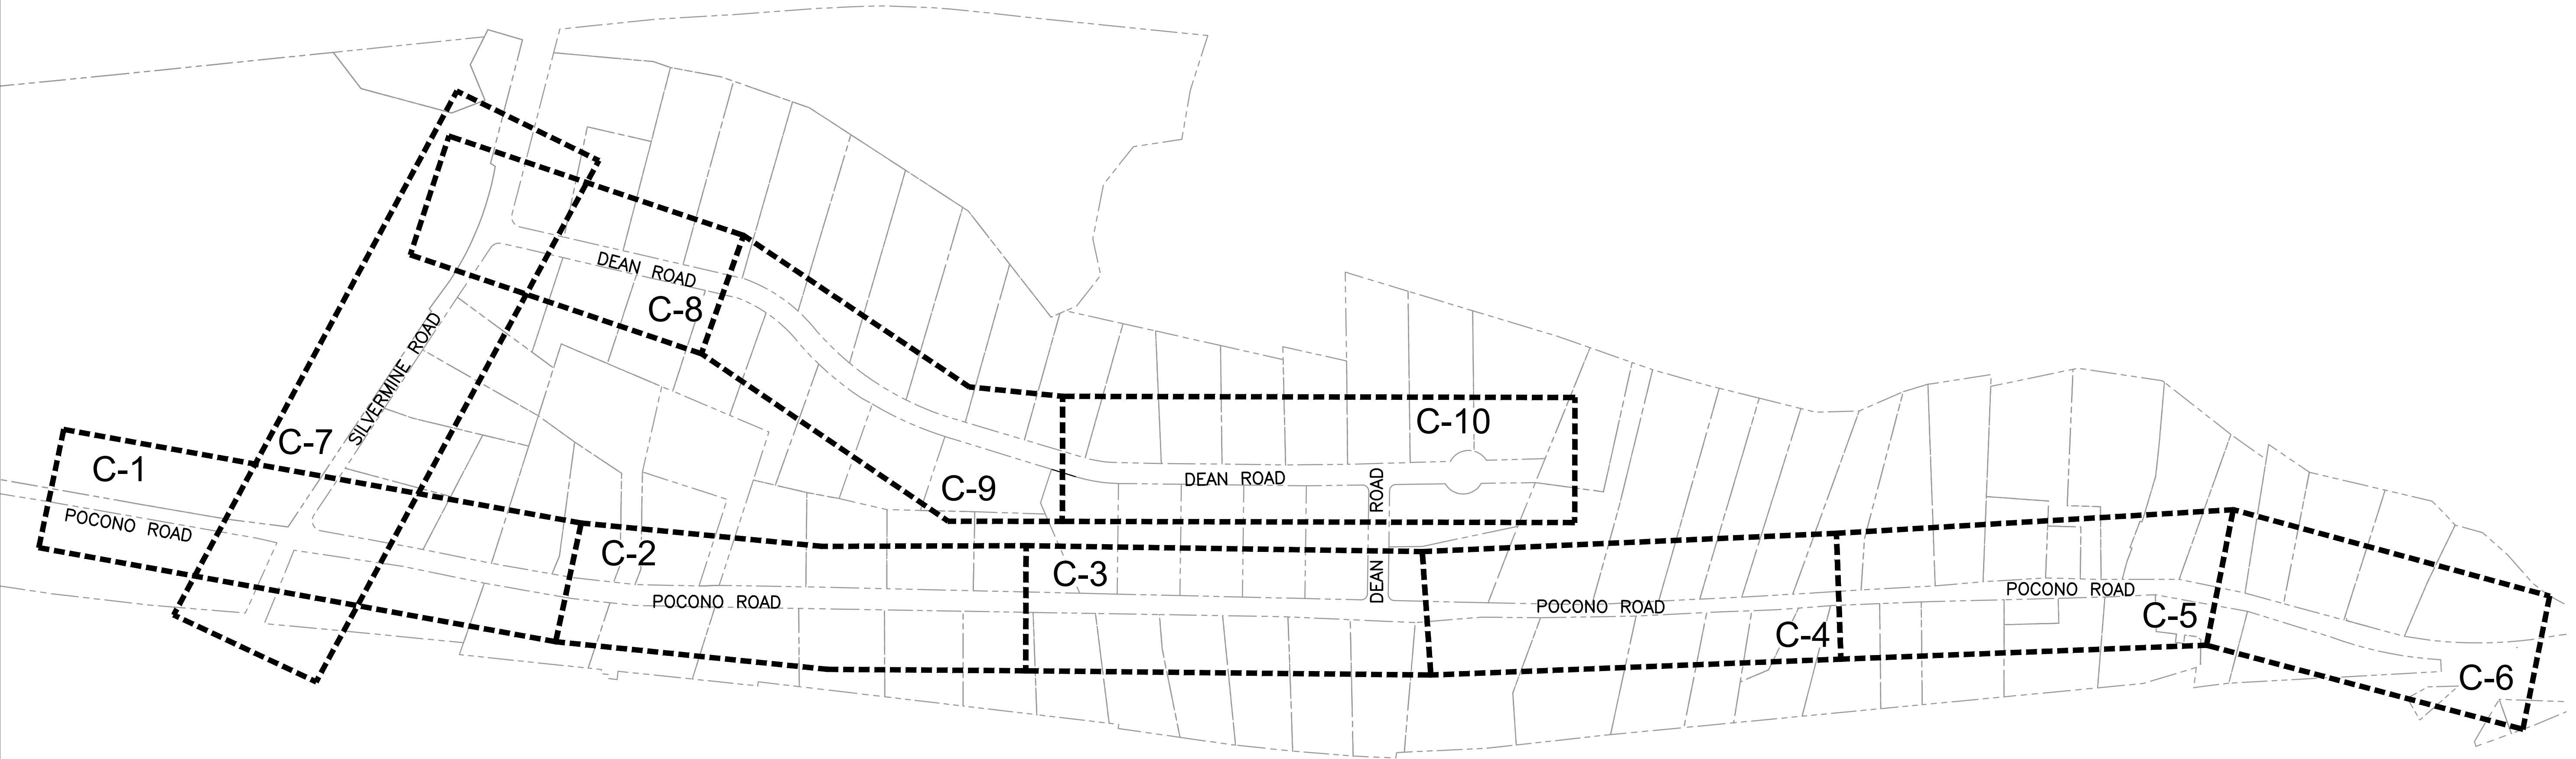 DEAN ROAD
C-8
SILVERMINE ROAD
C-7
C-1
POCONO ROAD
C-9
C-10
DEAN ROAD
DEAN ROAD
C-2
POCONO ROAD
C-3
POCONO ROAD
C-4
POCONO ROAD
C-5
C-6